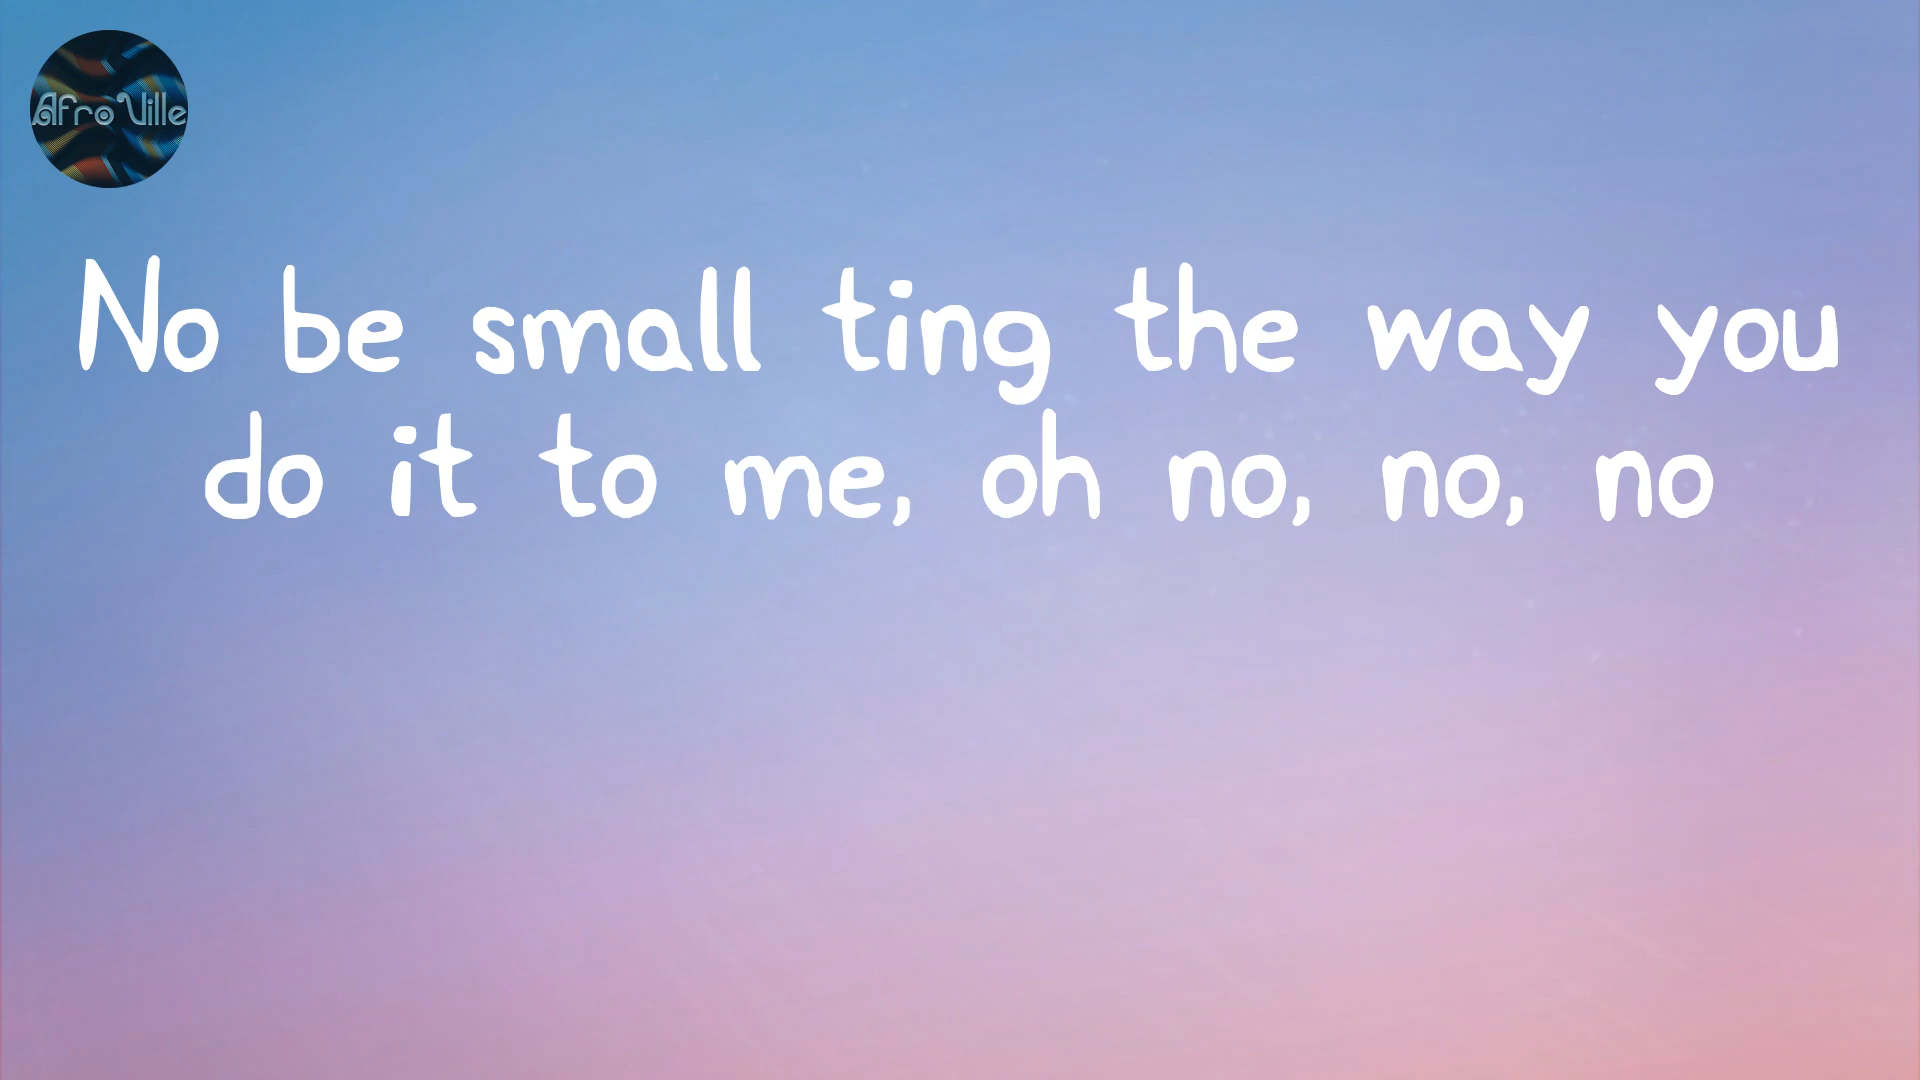 Afro Ville
No be small ting the way you
do it to me, oh no, no, no